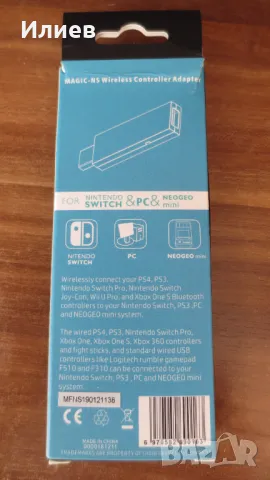 Илиев
MAGIC-NS Wireless Controller Adapter
FOR NINTENDO SWITCH & PC & NEOGEO mini
NINTENDO SWITCH
PC
NEOGEO mini
Wirelessly connect your PS4, PS3,
Nintendo Switch Pro, Nintendo Switch
Joy-Con, Wii U Pro, and Xbox One S Bluetooth
controllers to your Nintendo Switch, PS3 ,PC
and NEOGEO mini system.
The wired PS4, PS3, Nintendo Switch Pro,
Xbox One, Xbox One S, Xbox 360 controllers
and fight sticks, and standard wired USB
controllers like Logitech rumble gamepad
F510 and F310 can be connected to your
Nintendo Switch, PS3 ,PC and NEOGEO mini
system.
MFNS190121136
MADE IN CHINA
bazar